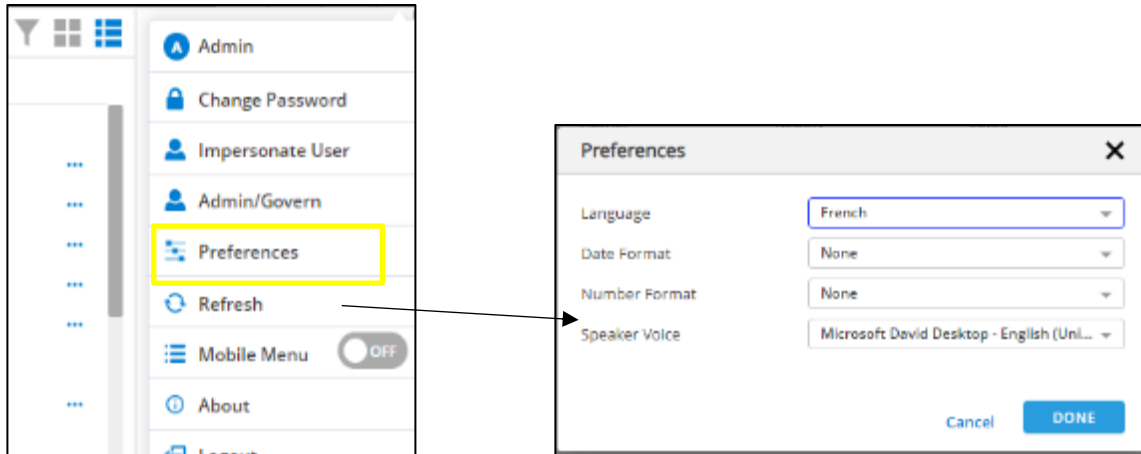 Admin
Change Password
Impersonate User
Admin/Govern
Preferences
Refresh
Mobile Menu OFF
About
Logout
Preferences
Language French
Date Format None
Number Format None
Speaker Voice Microsoft David Desktop - English (Uni...
Cancel DONE